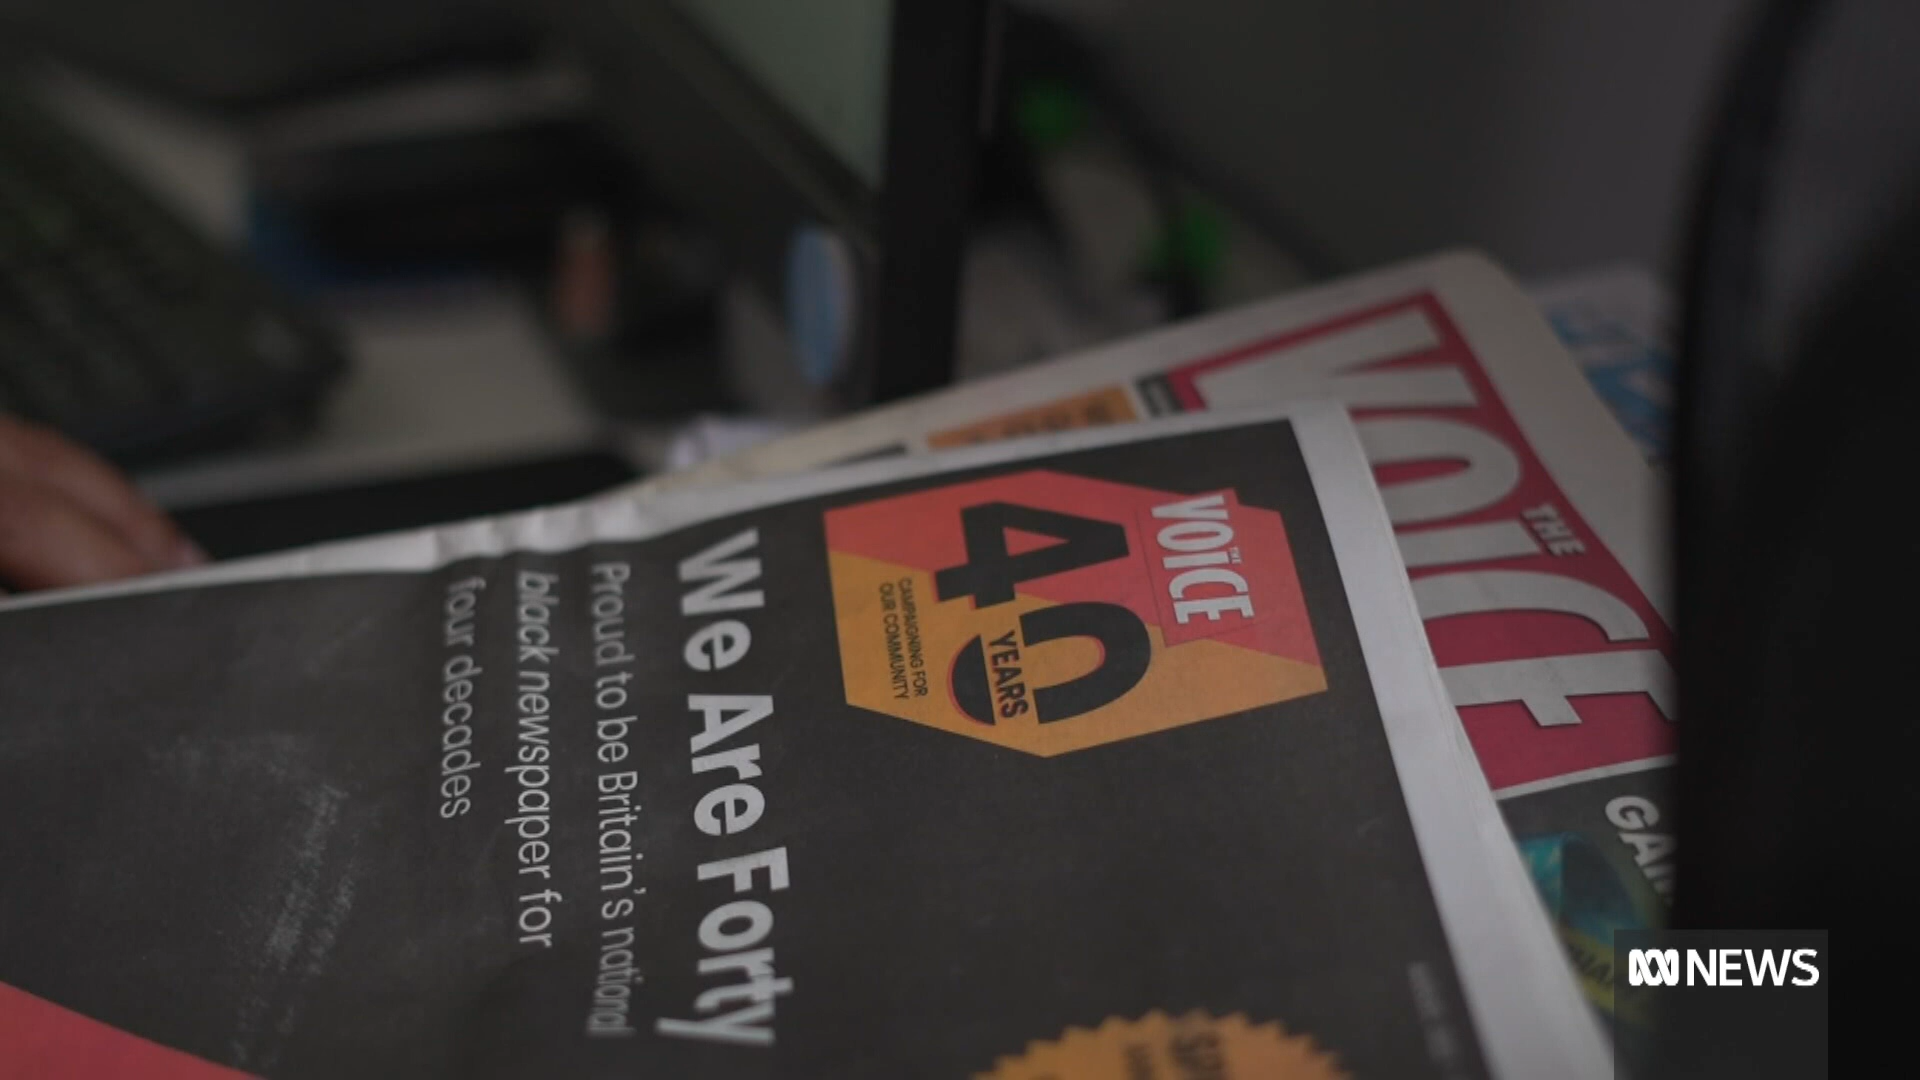 THE
VOiCE
40
YEARS
CAMPAIGNING FOR
OUR COMMUNITY
We Are Forty
Proud to be Britain's national
black newspaper for
four decades
THE
VOiCE
NEWS